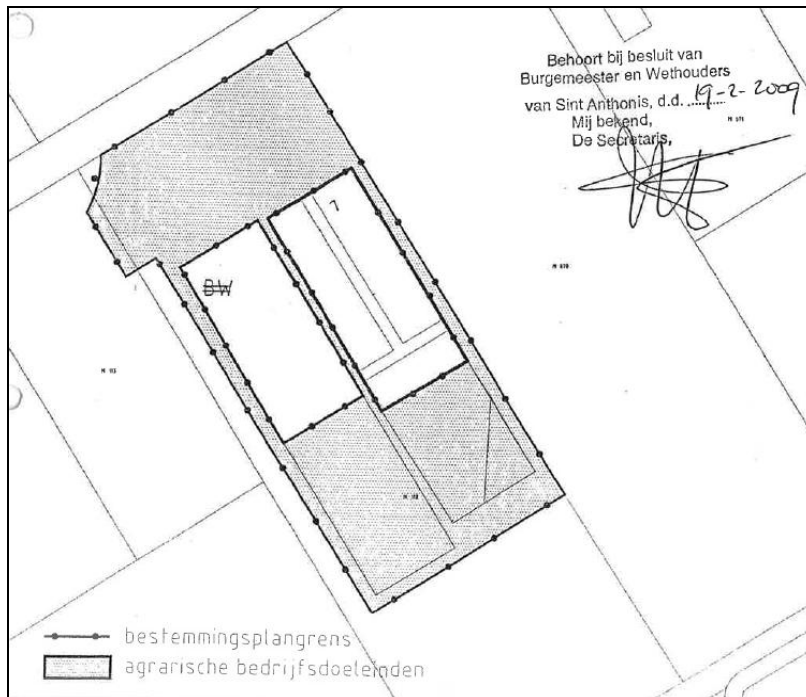 Behoort bij besluit van
Burgemeester en Wethouders
van Sint Anthonis, d.d. 19-2-2009
Mij bekend,
De Secretaris,
BW
bestemmingsplangrens
agrarische bedrijfsdoeleinden